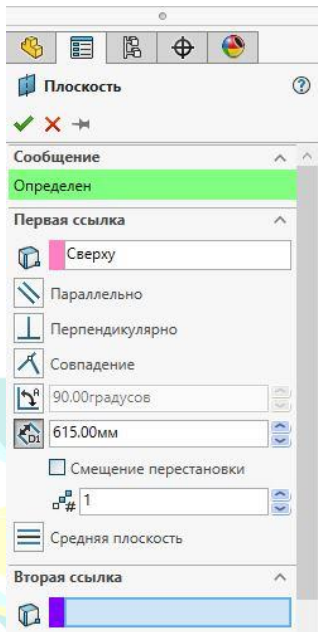 Плоскость
Сообщение
Определен
Первая ссылка
Сверху
Параллельно
Перпендикулярно
Совпадение
90.00градусов
615.00мм
Смещение перестановки
# 1
Средняя плоскость
Вторая ссылка